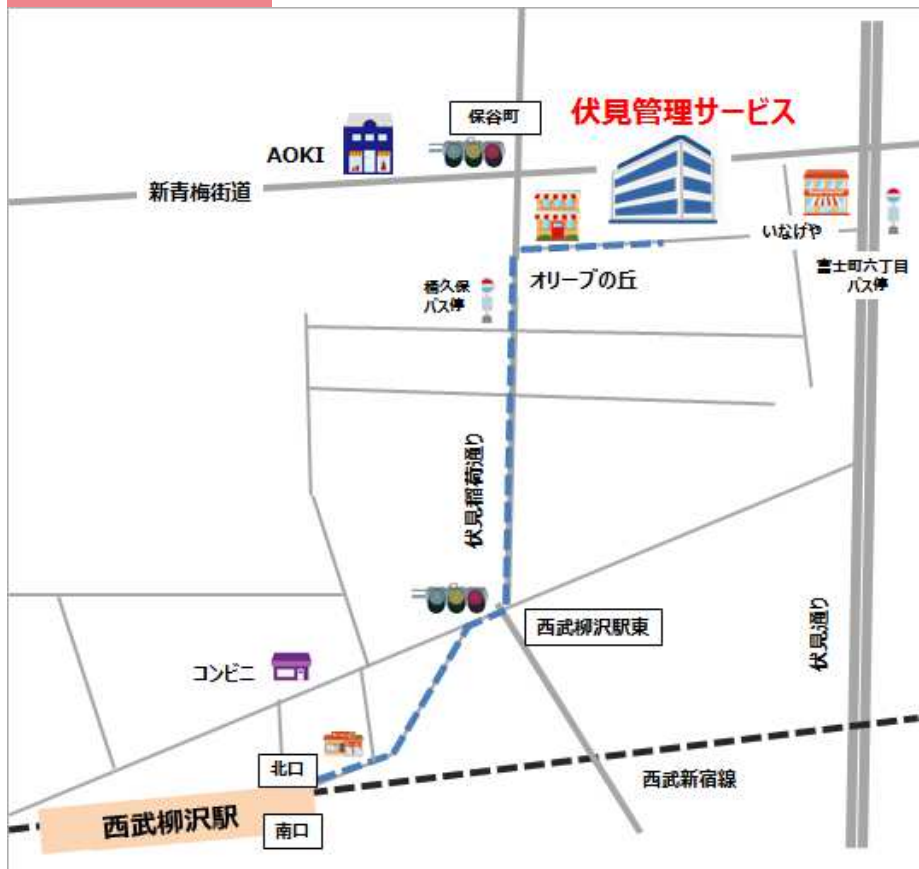 伏見管理サービス
保谷町
AOKI
新青梅街道
いなげや
富士町六丁目
バス停
オリーブの丘
桶久保
バス停
伏見稲荷通り
西武柳沢駅東
伏見通り
コンビニ
北口
西武新宿線
西武柳沢駅
南口